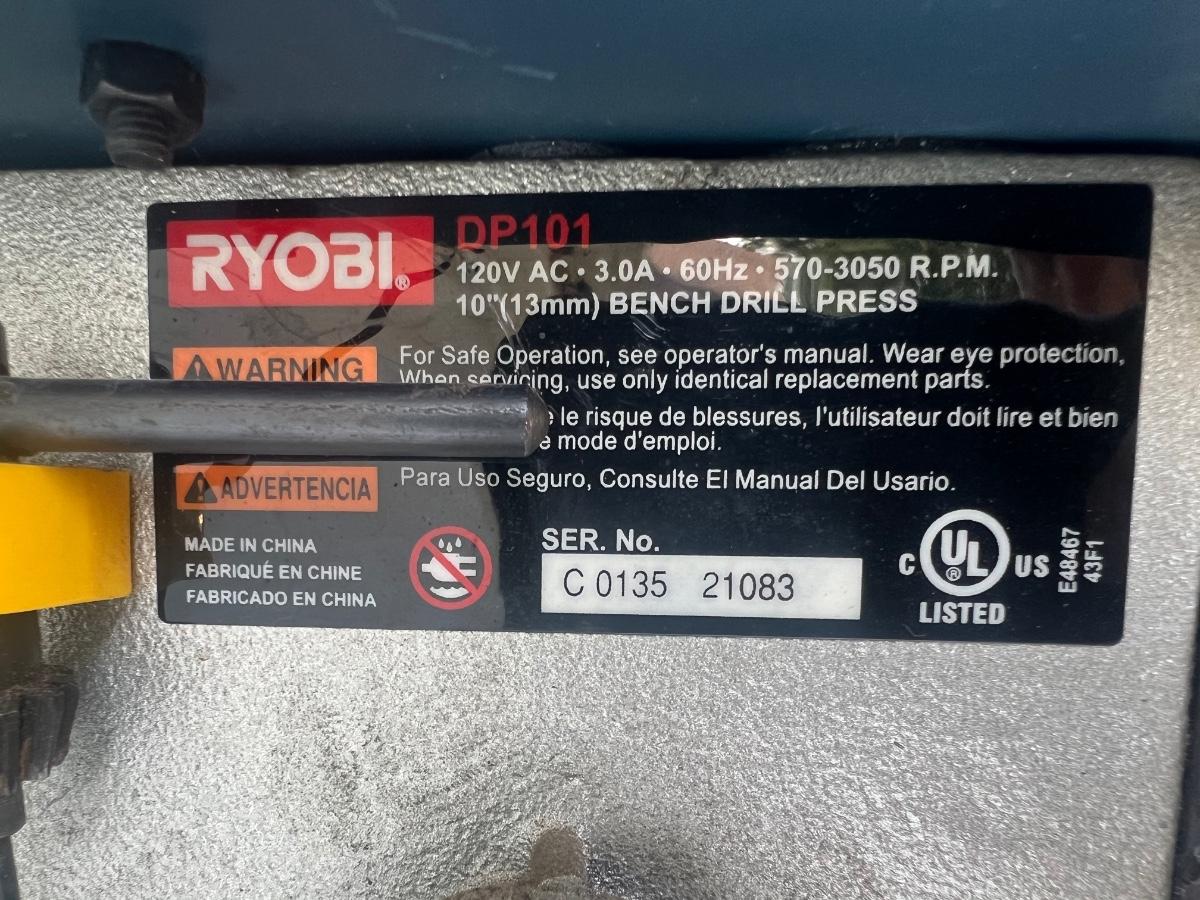 RYOBI®
DP101
120V AC · 3.0A · 60Hz · 570-3050 R.P.M.
10"(13mm) BENCH DRILL PRESS
WARNING
For Safe Operation, see operator's manual. Wear eye protection,
When servicing, use only identical replacement parts.
le risque de blessures, l'utilisateur doit lire et bien
mode d'emploi.
ADVERTENCIA
Para Uso Seguro, Consulte El Manual Del Usario.
MADE IN CHINA
FABRIQUÉ EN CHINE
FABRICADO EN CHINA
SER. No.
C 0135 21083
C UL® US
LISTED
E48467
43F1